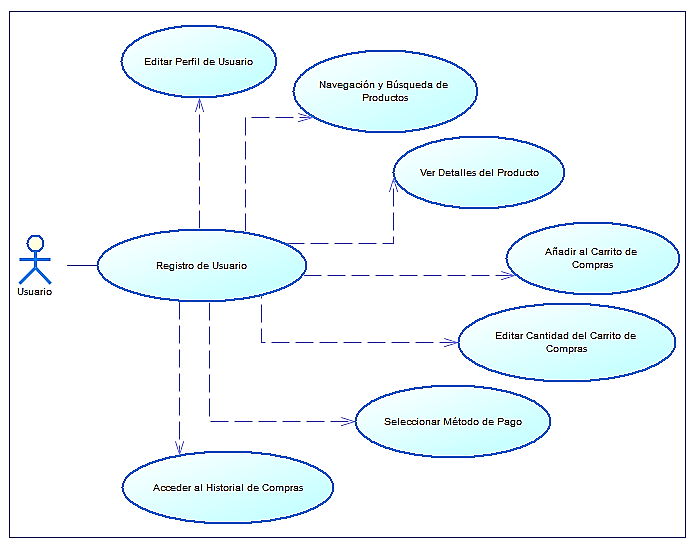 Editar Perfil de Usuario
Navegación y Búsqueda de
Productos
Ver Detalles del Producto
Añadir al Carrito de
Compras
Registro de Usuario
Usuario
Editar Cantidad del Carrito de
Compras
Seleccionar Método de Pago
Acceder al Historial de Compras